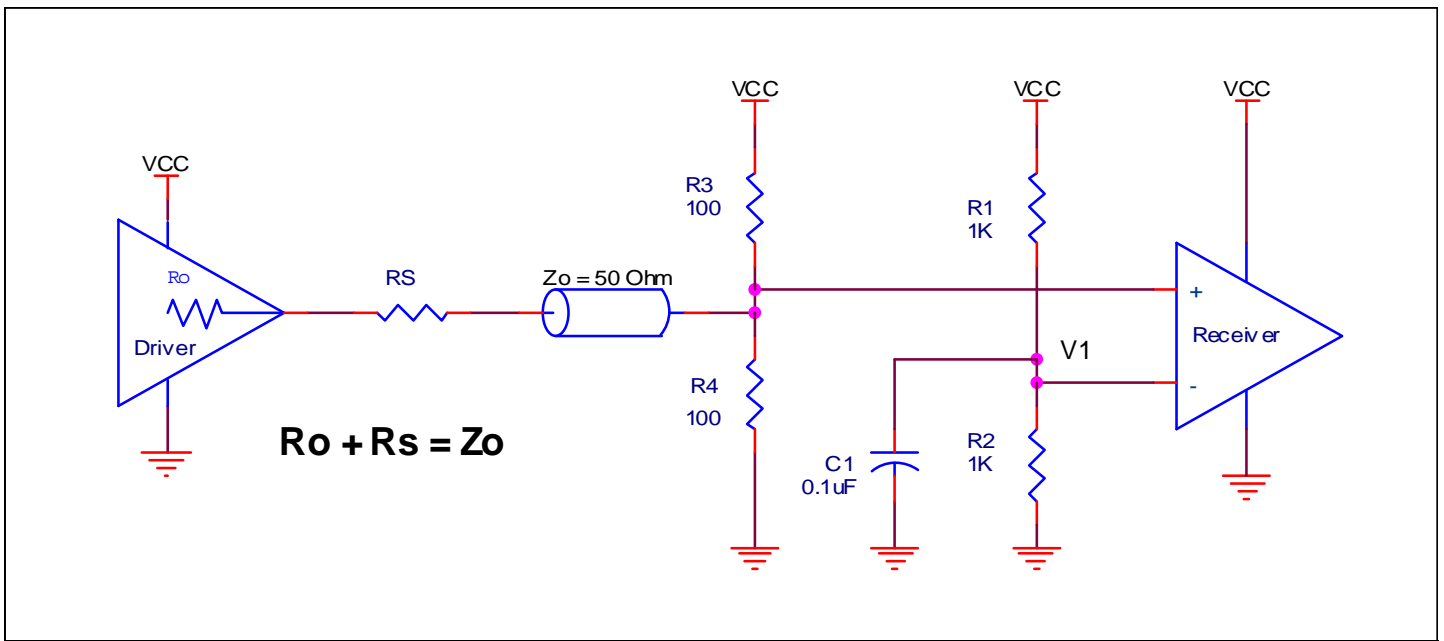 VCC
VCC
VCC
VCC
R3
100
R1
1K
Ro
RS
Zo = 50 Ohm
+
Driver
Receiver
V1
-
R4
100
Ro + Rs = Zo
R2
1K
C1
0.1uF